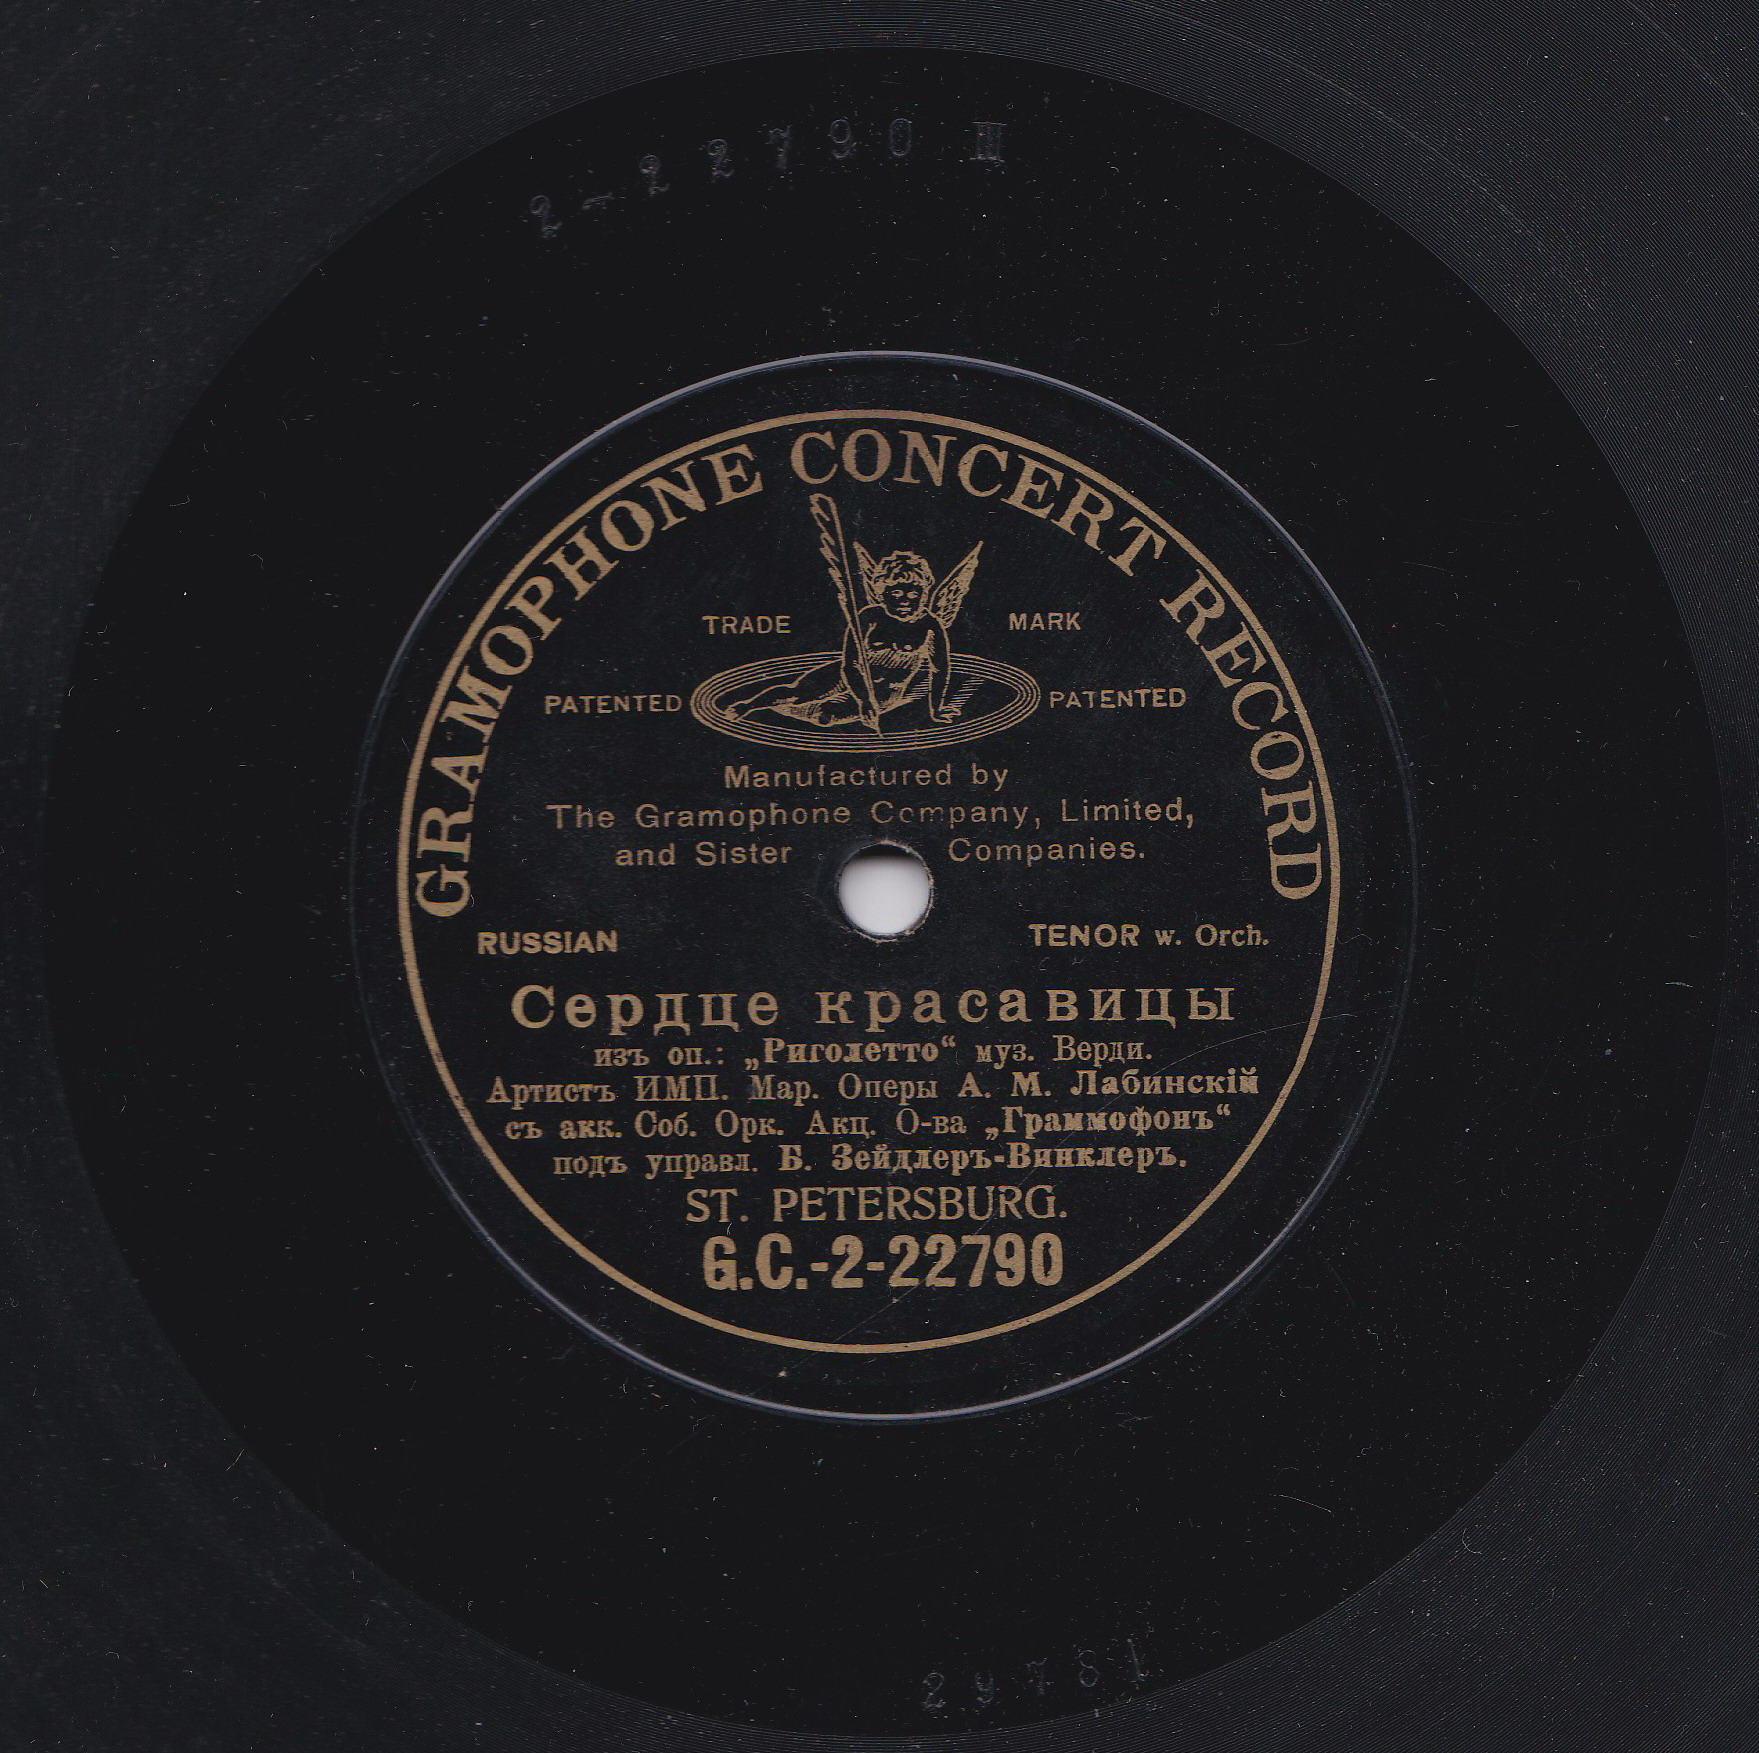 2-22790 III
GRAMOPHONE CONCERT RECORD
TRADE MARK
PATENTED PATENTED
Manufactured by
The Gramophone Company, Limited,
and Sister Companies.
RUSSIAN TENOR w. Orch.
Сердце красавицы
изъ оп.: „Риголетто“ муз. Верди.
Артистъ ИМП. Мар. Оперы А. М. Лабинскій
съ акк. Соб. Орк. Акц. О-ва „Граммофонъ“
подъ управл. Б. Зейдлеръ-Винклеръ.
ST. PETERSBURG.
G.C.-2-22790